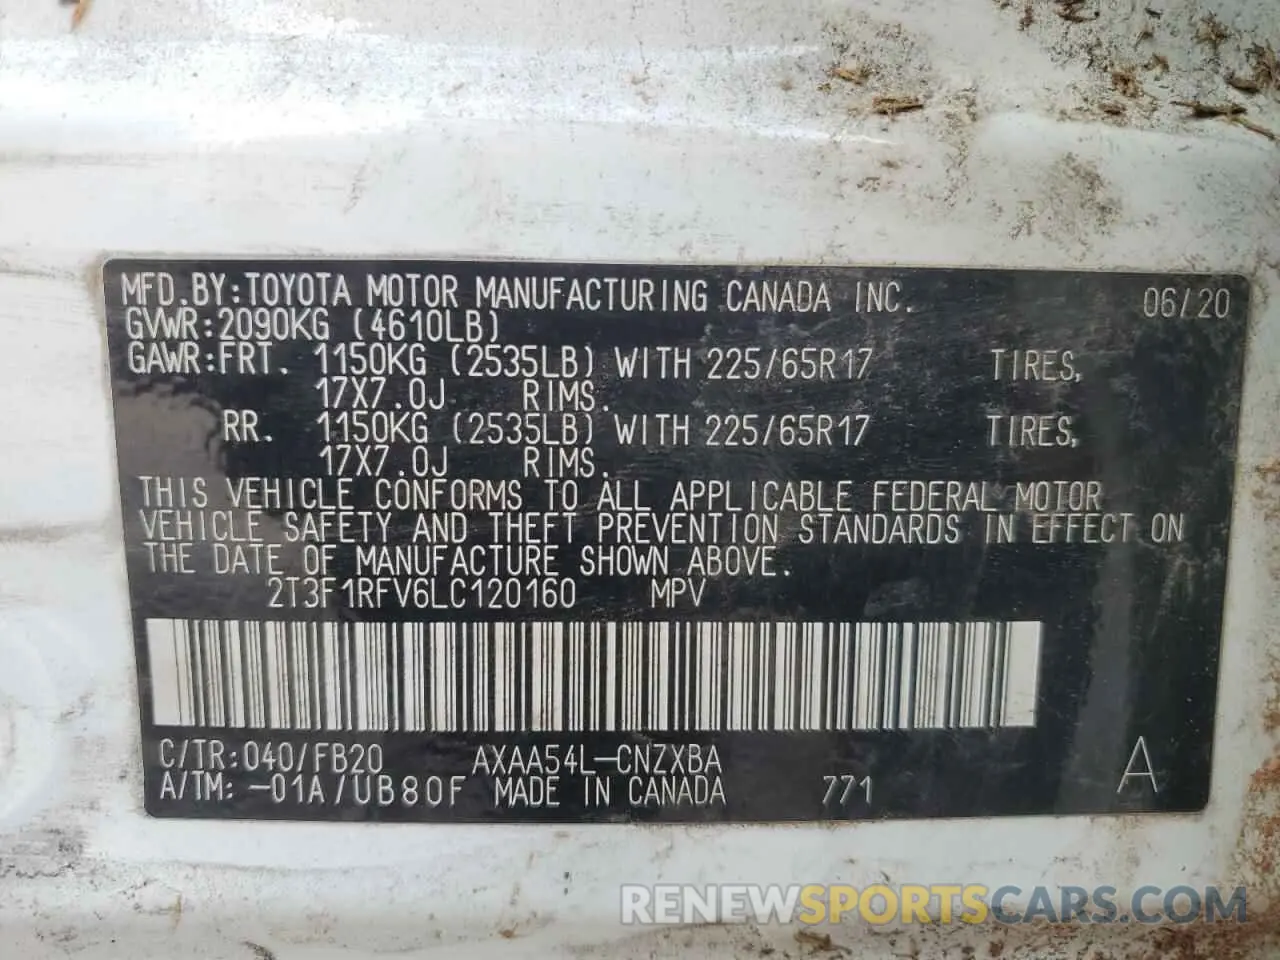 MFD.BY:TOYOTA MOTOR MANUFACTURING CANADA INC. 06/20
GVWR:2090KG (4610LB)
GAWR:FRT. 1150KG (2535LB) WITH 225/65R17 TIRES,
17X7.0J RIMS.
RR. 1150KG (2535LB) WITH 225/65R17 TIRES,
17X7.0J RIMS.
THIS VEHICLE CONFORMS TO ALL APPLICABLE FEDERAL MOTOR
VEHICLE SAFETY AND THEFT PREVENTION STANDARDS IN EFFECT ON
THE DATE OF MANUFACTURE SHOWN ABOVE.
2T3F1RFV6LC120160 MPV
C/TR:040/FB20 AXAA54L-CNZXBA A
A/TM:-01A/UB80F MADE IN CANADA 771
RENEWSPORTSCARS.COM